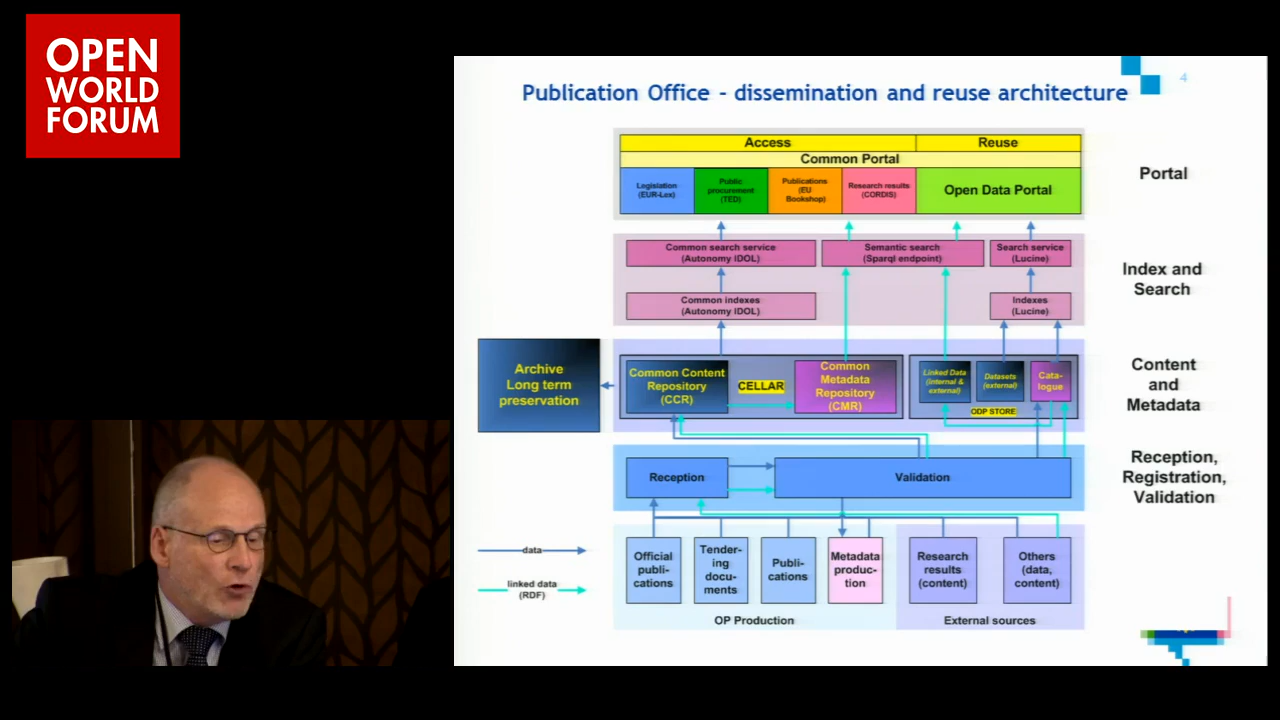 OPEN
WORLD
FORUM
4
Publication Office - dissemination and reuse architecture
Access
Reuse
Common Portal
Legislation
(EUR-Lex)
Public
procurement
(TED)
Publications
(EU
Bookshop)
Research results
(CORDIS)
Open Data Portal
Portal
Common search service
(Autonomy IDOL)
Semantic search
(Sparql endpoint)
Search service
(Lucine)
Common indexes
(Autonomy IDOL)
Indexes
(Lucine)
Index and
Search
Archive
Long term
preservation
Common Content
Repository
(CCR)
CELLAR
Common
Metadata
Repository
(CMR)
Linked Data
(internal &
external)
Datasets
(external)
Cata-
logue
ODP STORE
Content
and
Metadata
Reception
Validation
Reception,
Registration,
Validation
data
linked data
(RDF)
Official
publi-
cations
Tender-
ing
docu-
ments
Publi-
cations
Metadata
produc-
tion
Research
results
(content)
Others
(data,
content)
OP Production
External sources